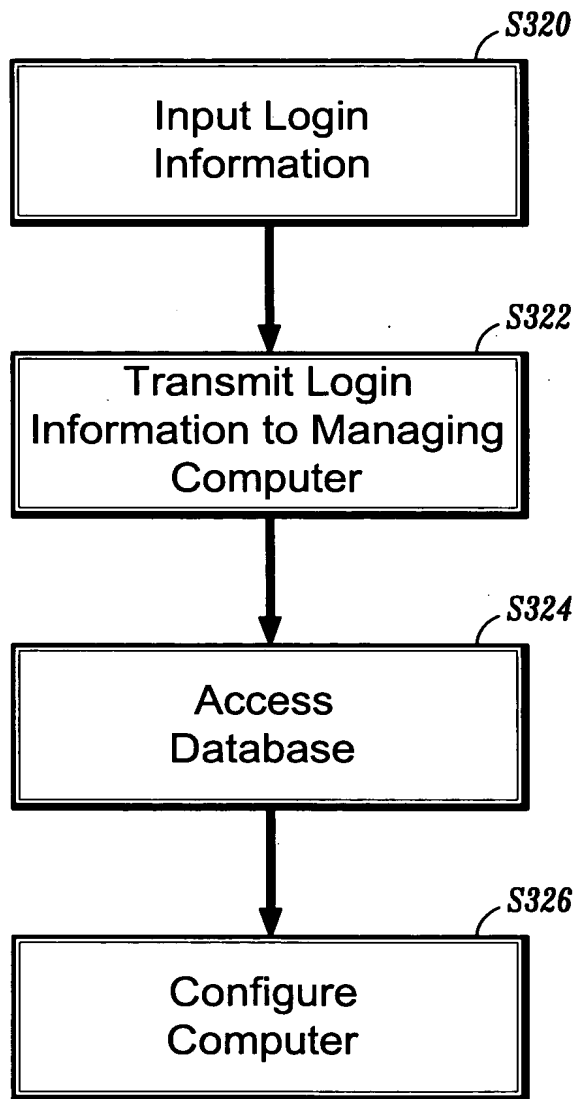 S320
Input Login
Information
S322
Transmit Login
Information to Managing
Computer
S324
Access
Database
S326
Configure
Computer